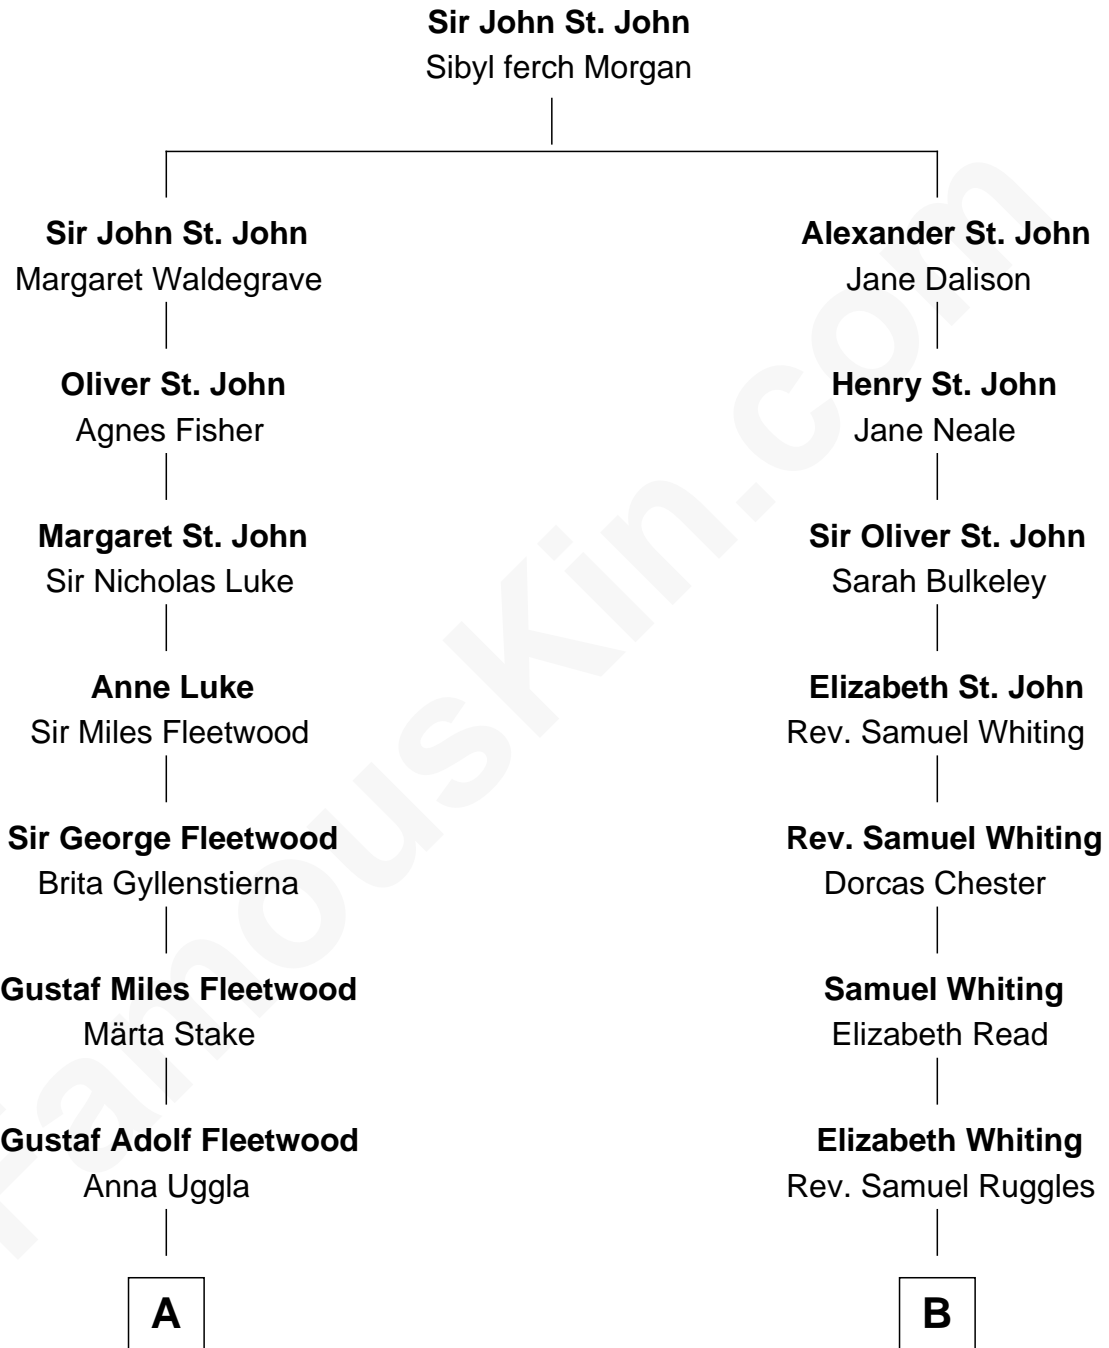 Sir John St. John
Sibyl ferch Morgan
Sir John St. John
Margaret Waldegrave
Oliver St. John
Agnes Fisher
Margaret St. John
Sir Nicholas Luke
Anne Luke
Sir Miles Fleetwood
Sir George Fleetwood
Brita Gyllenstierna
Gustaf Miles Fleetwood
Märta Stake
Gustaf Adolf Fleetwood
Anna Uggla
A
Alexander St. John
Jane Dalison
Henry St. John
Jane Neale
Sir Oliver St. John
Sarah Bulkeley
Elizabeth St. John
Rev. Samuel Whiting
Rev. Samuel Whiting
Dorcas Chester
Samuel Whiting
Elizabeth Read
Elizabeth Whiting
Rev. Samuel Ruggles
B
FamousKin.com